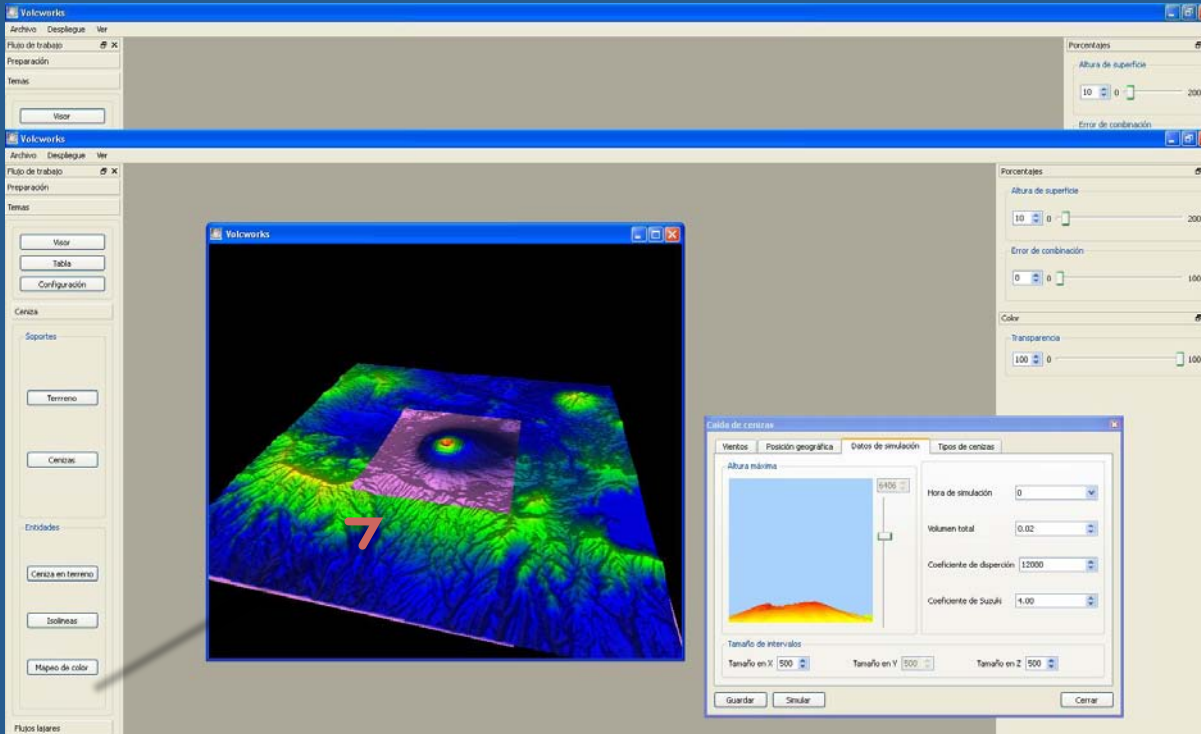 Volcworks
Archivo Despliegue Ver
Flujo de trabajo
Preparación
Temas
Visor
Porcentajes
Altura de superficie
10 0 200
Error de combinación
Volcworks
Archivo Despliegue Ver
Flujo de trabajo
Preparación
Temas
Visor
Tabla
Configuración
Ceniza
Soportes
Terrreno
Cenizas
Entidades
Ceniza en terreno
Isolineas
Mapeo de color
Flujos lajares
Volcworks
7
Porcentajes
Altura de superficie
10 0 200
Error de combinación
0 0 100
Color
Transparencia
100 0 100
Caida de cenizas
Vientos Posición geográfica Datos de simulación Tipos de cenizas
Altura máxima
6406
Hora de simulación 0
Volumen total 0.02
Coeficiente de disperción 12000
Coeficiente de Suzuki 4.00
Tamaño de intervalos
Tamaño en X 500 Tamaño en Y 500 Tamaño en Z 500
Guardar Simular Cerrar